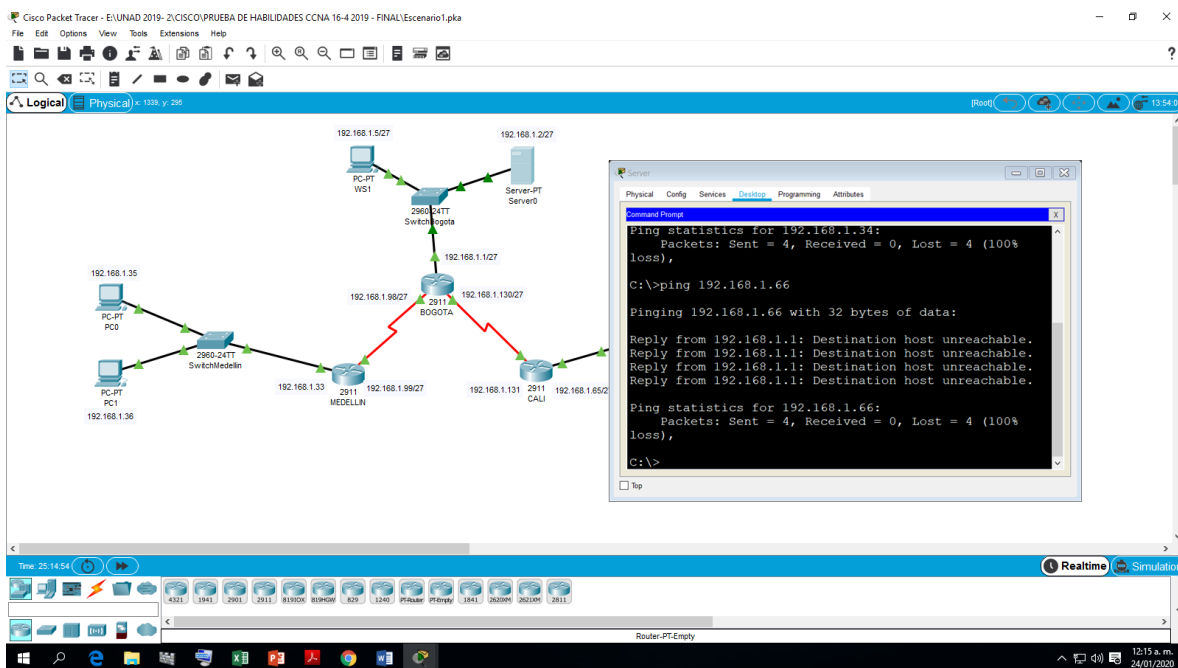 Cisco Packet Tracer - E:\UNAD 2019- 2\CISCO\PRUEBA DE HABILIDADES CCNA 16-4 2019 - FINAL\Escenario1.pka
File Edit Options View Tools Extensions Help
?
Logical Physical x: 1339, y: 295 [Root] 13:54:0
192.168.1.5/27 192.168.1.2/27
PC-PT
WS1
Server-PT
Server0
2960-24TT
SwitchBogota
192.168.1.1/27
192.168.1.35
PC-PT
PC0
192.168.1.98/27 192.168.1.130/27
2911
BOGOTA
2960-24TT
SwitchMedellin
PC-PT
PC1
192.168.1.36
192.168.1.33 192.168.1.99/27
2911
MEDELLIN
192.168.1.131 192.168.1.65/2
2911
CALI
Server
Physical Config Services Desktop Programming Attributes
Command Prompt X
Ping statistics for 192.168.1.34:
Packets: Sent = 4, Received = 0, Lost = 4 (100%
loss),
C:\>ping 192.168.1.66
Pinging 192.168.1.66 with 32 bytes of data:
Reply from 192.168.1.1: Destination host unreachable.
Reply from 192.168.1.1: Destination host unreachable.
Reply from 192.168.1.1: Destination host unreachable.
Reply from 192.168.1.1: Destination host unreachable.
Ping statistics for 192.168.1.66:
Packets: Sent = 4, Received = 0, Lost = 4 (100%
loss),
C:\>
Top
Time: 25:14:54 Realtime Simulation
4321 1941 2901 2911 819IOX 819HGW 829 1240 PT-Router PT-Empty 1841 2620XM 2621XM 2811
Router-PT-Empty
12:15 a. m.
24/01/2020